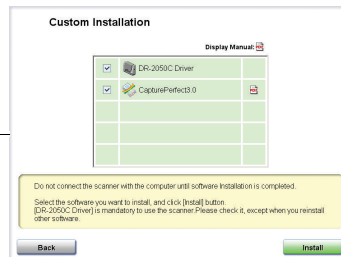 Custom Installation
Display Manual:
DR-2050C Driver
CapturePerfect3.0
Do not connect the scanner with the computer until software Installation is completed.
Select the software you want to install, and click [Install] button.
[DR-2050C Driver] is mandatory to use the scanner.Please check it, except when you reinstall
other software.
Back
Install